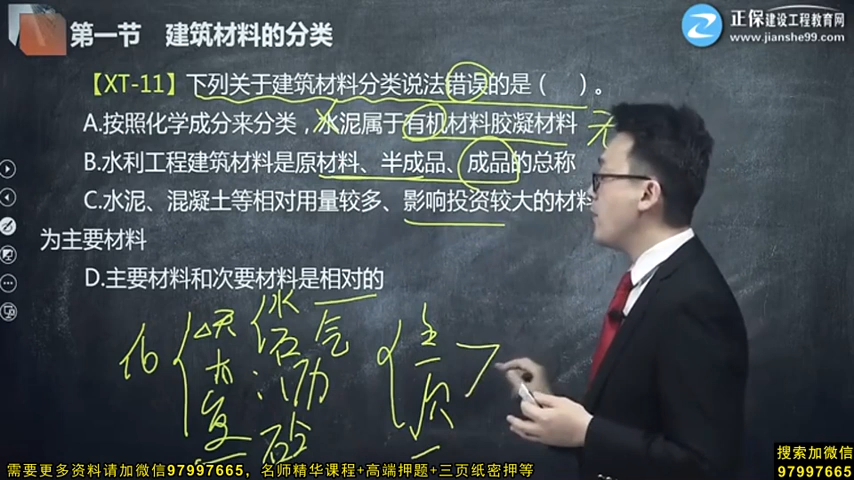 第一节 建筑材料的分类
正保建设工程教育网
www.jianshe99.com
【XT-11】下列关于建筑材料分类说法错误的是（ ）。
A.按照化学成分来分类，水泥属于有机材料胶凝材料
无
B.水利工程建筑材料是原材料、半成品、成品的总称
C.水泥、混凝土等相对用量较多、影响投资较大的材料
为主要材料
D.主要材料和次要材料是相对的
搜索加微信
97997665
需要更多资料请加微信97997665，名师精华课程+高端押题+三页纸密押等